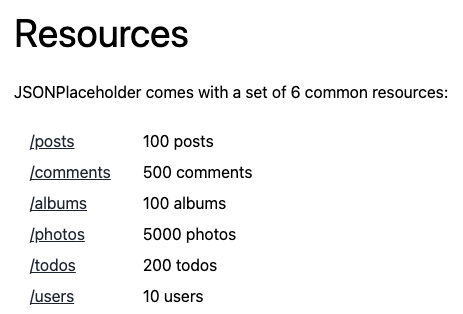 Resources
JSONPlaceholder comes with a set of 6 common resources:
/posts 100 posts
/comments 500 comments
/albums 100 albums
/photos 5000 photos
/todos 200 todos
/users 10 users